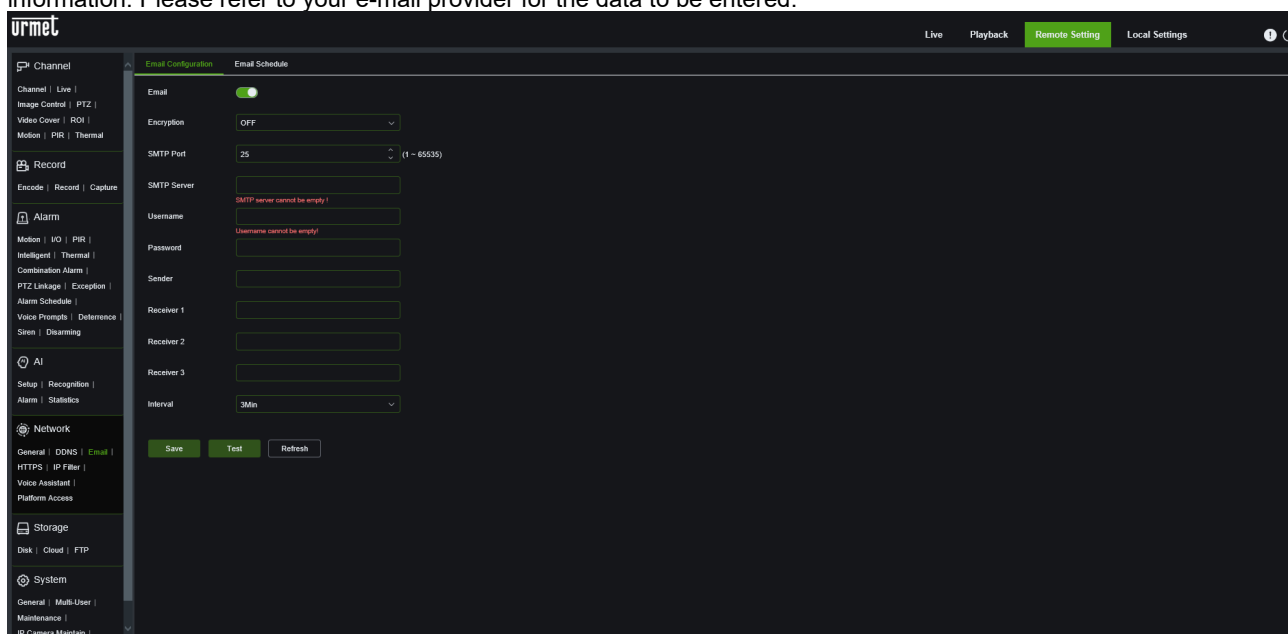 information. Please refer to your e-mail provider for the data to be entered.
urmet
Live Playback Remote Setting Local Settings
Channel
Channel | Live |
Image Control | PTZ |
Video Cover | ROI |
Motion | PIR | Thermal
Record
Encode | Record | Capture
Alarm
Motion | I/O | PIR |
Intelligent | Thermal |
Combination Alarm |
PTZ Linkage | Exception |
Alarm Schedule |
Voice Prompts | Deterrence |
Siren | Disarming
AI
Setup | Recognition |
Alarm | Statistics
Network
General | DDNS | Email |
HTTPS | IP Filter |
Voice Assistant |
Platform Access
Storage
Disk | Cloud | FTP
System
General | Multi-User |
Maintenance |
IP Camera Maintain |
Email Configuration Email Schedule
Email
Encryption OFF
SMTP Port 25 (1 ~ 65535)
SMTP Server
SMTP server cannot be empty !
Username
Username cannot be empty!
Password
Sender
Receiver 1
Receiver 2
Receiver 3
Interval 3Min
Save Test Refresh